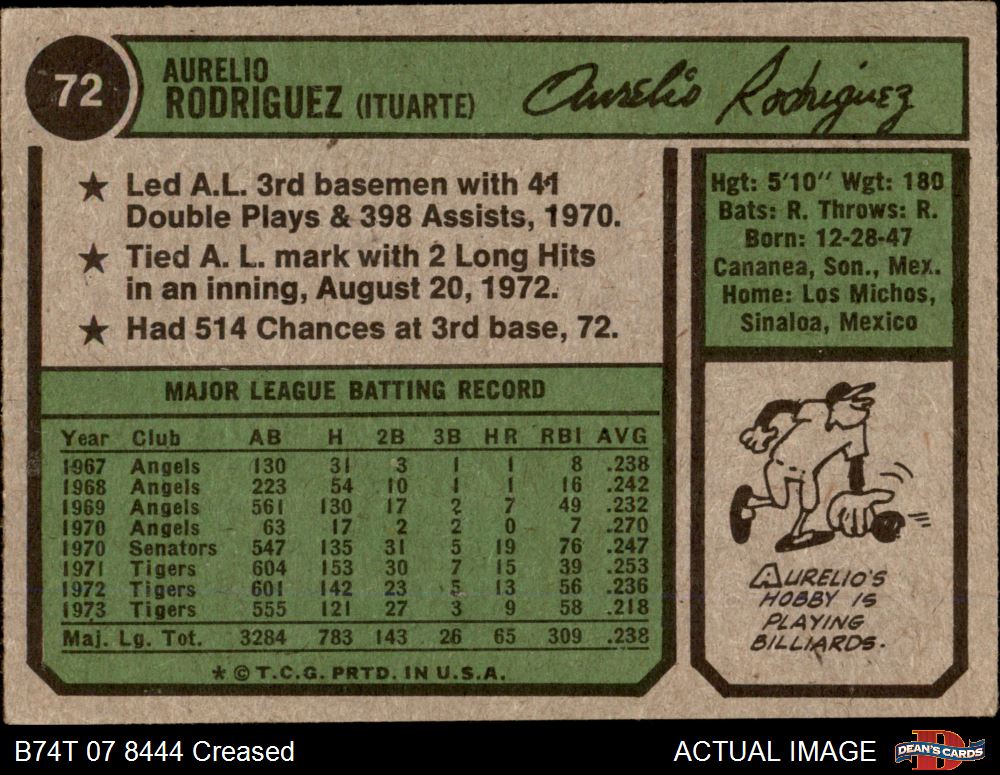 72
AURELIO
RODRIGUEZ (ITUARTE)
Aurelio Rodriguez
★ Led A.L. 3rd basemen with 41
Double Plays & 398 Assists, 1970.
★ Tied A. L. mark with 2 Long Hits
in an inning, August 20, 1972.
★ Had 514 Chances at 3rd base, 72.
Hgt: 5'10" Wgt: 180
Bats: R. Throws: R.
Born: 12-28-47
Cananea, Son., Mex.
Home: Los Michos,
Sinaloa, Mexico
MAJOR LEAGUE BATTING RECORD
Year Club AB H 2B 3B HR RBI AVG
1967 Angels 130 31 3 1 1 8 .238
1968 Angels 223 54 10 1 1 16 .242
1969 Angels 561 130 17 2 7 49 .232
1970 Angels 63 17 2 2 0 7 .270
1970 Senators 547 135 31 5 19 76 .247
1971 Tigers 604 153 30 7 15 39 .253
1972 Tigers 601 142 23 5 13 56 .236
1973 Tigers 555 121 27 3 9 58 .218
Maj. Lg. Tot. 3284 783 143 26 65 309 .238
* © T.C.G. PRTD. IN U.S.A.
AURELIO'S
HOBBY IS
PLAYING
BILLIARDS.
B74T 07 8444 Creased
ACTUAL IMAGE
DEAN'S CARDS